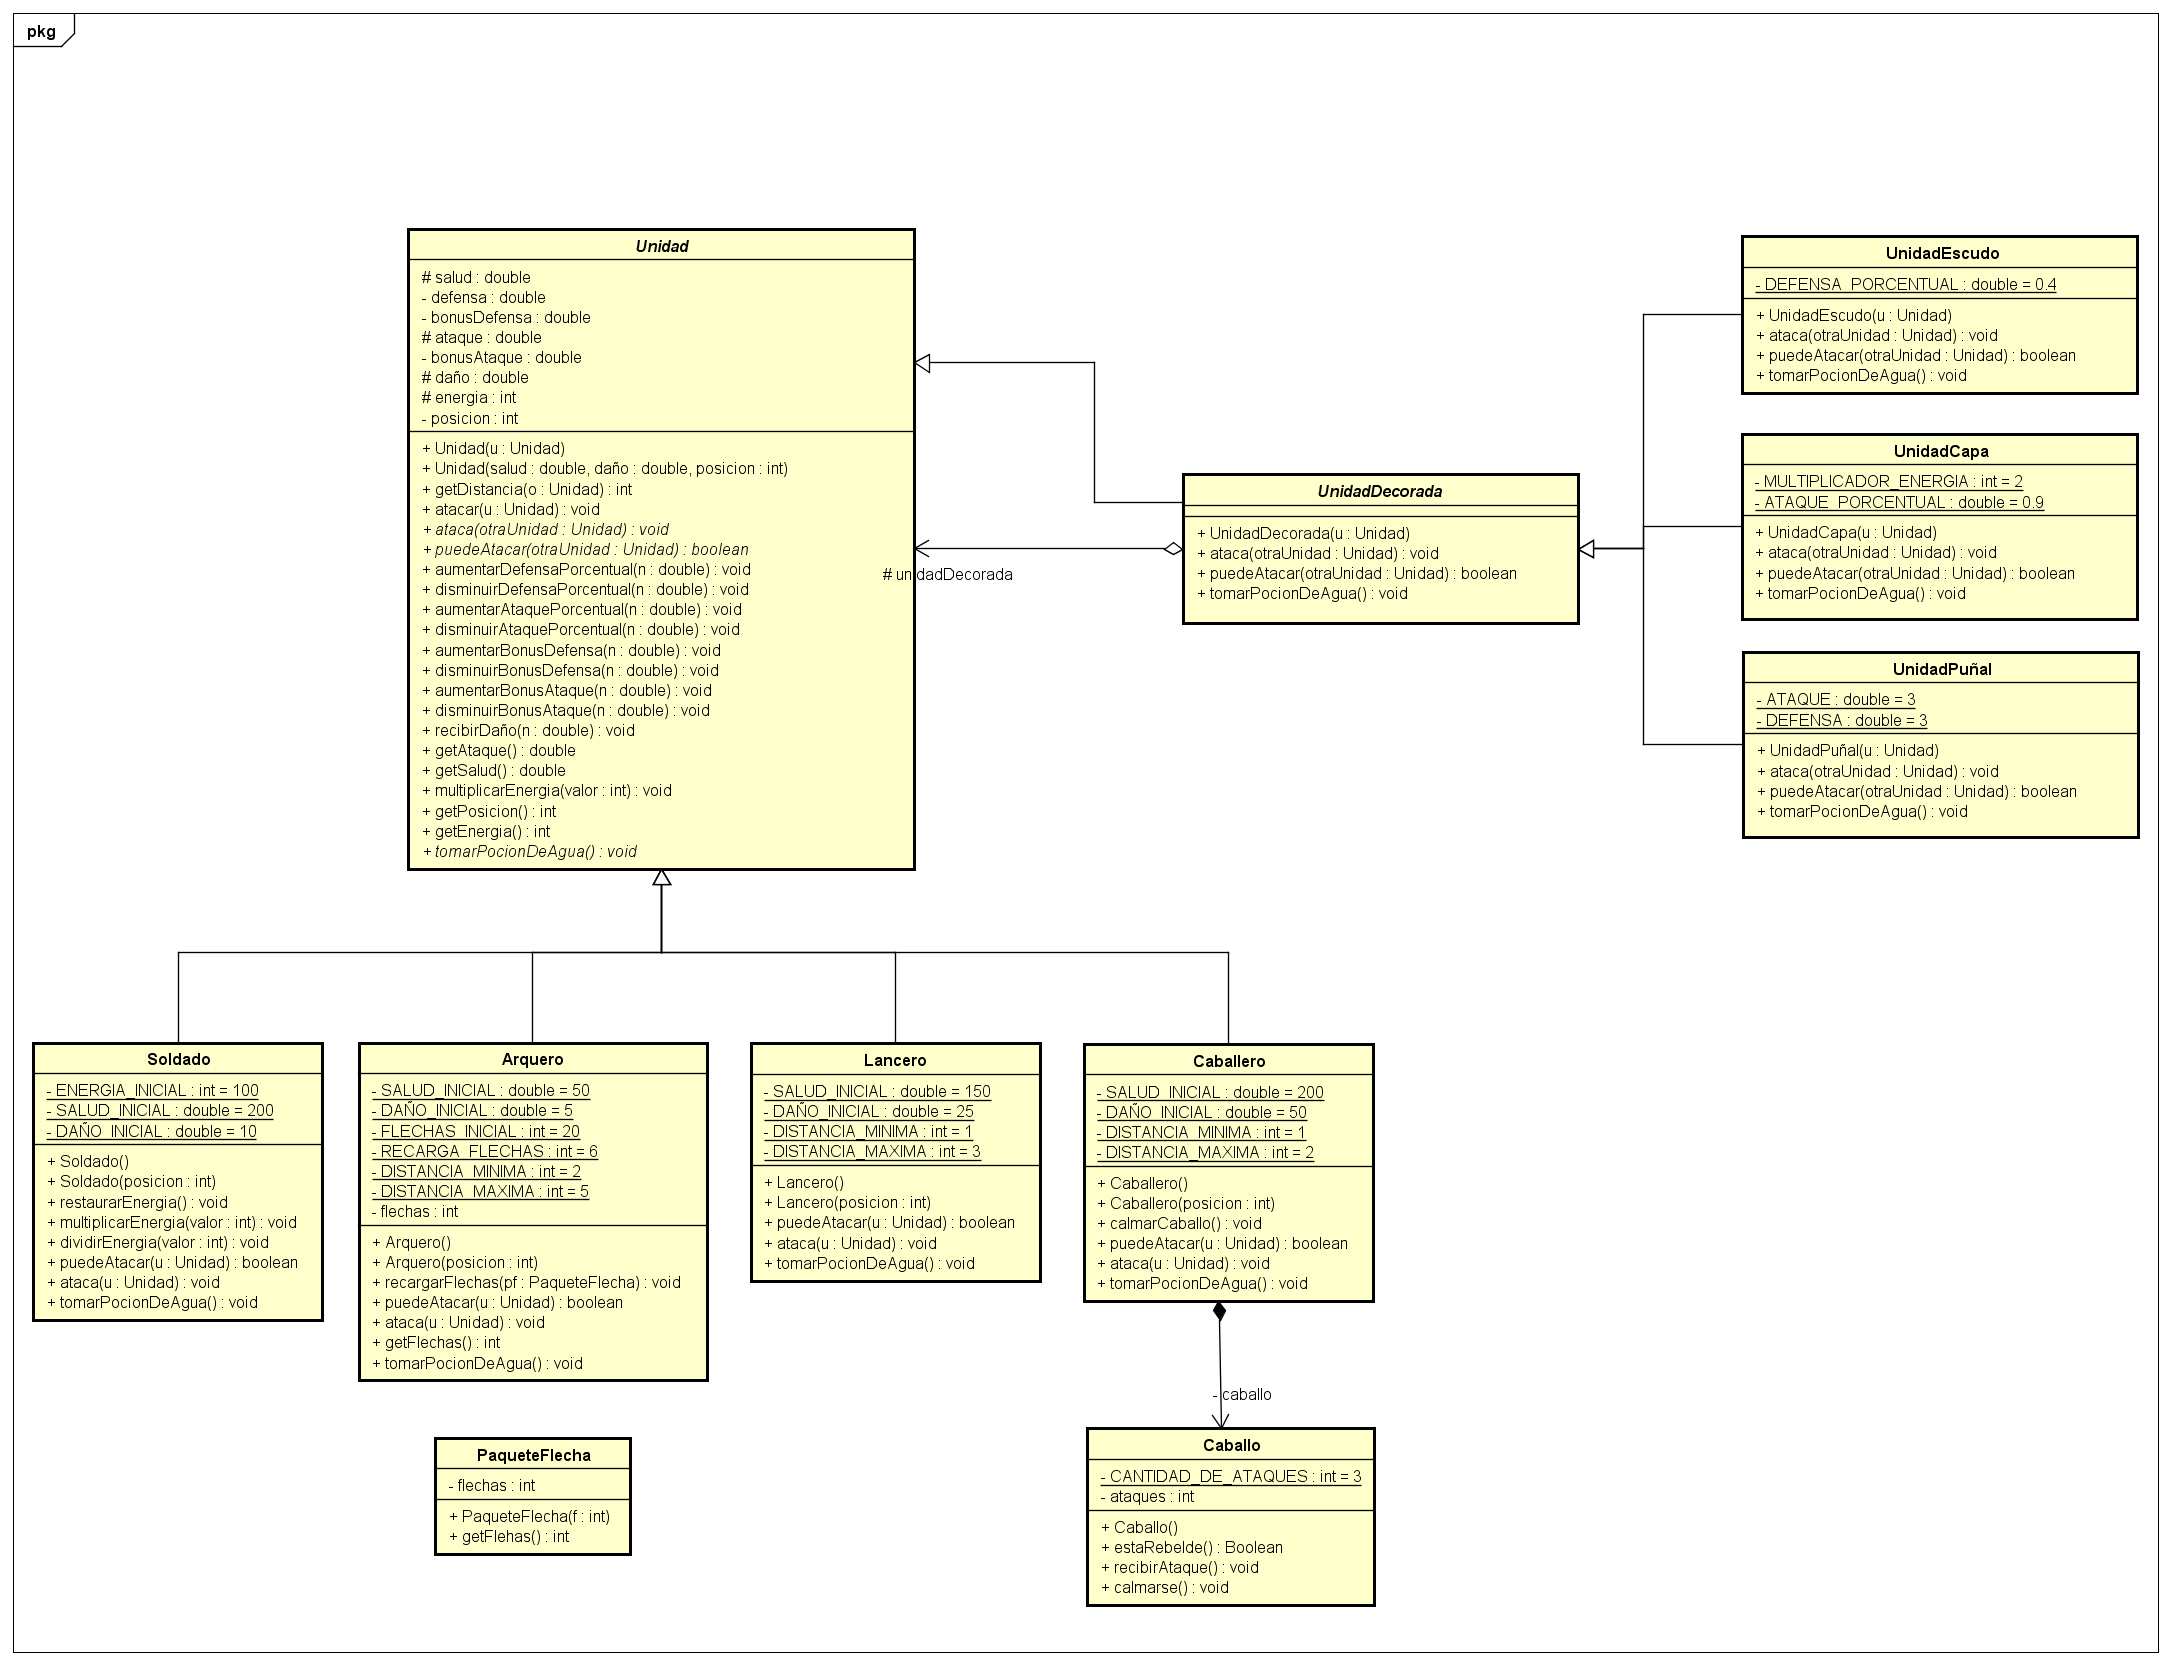 pkg
Unidad
# salud : double
- defensa : double
- bonusDefensa : double
# ataque : double
- bonusAtaque : double
# daño : double
# energia : int
- posicion : int
+ Unidad(u : Unidad)
+ Unidad(salud : double, daño : double, posicion : int)
+ getDistancia(o : Unidad) : int
+ atacar(u : Unidad) : void
+ ataca(otraUnidad : Unidad) : void
+ puedeAtacar(otraUnidad : Unidad) : boolean
+ aumentarDefensaPorcentual(n : double) : void
+ disminuirDefensaPorcentual(n : double) : void
+ aumentarAtaquePorcentual(n : double) : void
+ disminuirAtaquePorcentual(n : double) : void
+ aumentarBonusDefensa(n : double) : void
+ disminuirBonusDefensa(n : double) : void
+ aumentarBonusAtaque(n : double) : void
+ disminuirBonusAtaque(n : double) : void
+ recibirDaño(n : double) : void
+ getAtaque() : double
+ getSalud() : double
+ multiplicarEnergia(valor : int) : void
+ getPosicion() : int
+ getEnergia() : int
+ tomarPocionDeAgua() : void
# unidadDecorada
UnidadDecorada
+ UnidadDecorada(u : Unidad)
+ ataca(otraUnidad : Unidad) : void
+ puedeAtacar(otraUnidad : Unidad) : boolean
+ tomarPocionDeAgua() : void
UnidadEscudo
- DEFENSA_PORCENTUAL : double = 0.4
+ UnidadEscudo(u : Unidad)
+ ataca(otraUnidad : Unidad) : void
+ puedeAtacar(otraUnidad : Unidad) : boolean
+ tomarPocionDeAgua() : void
UnidadCapa
- MULTIPLICADOR_ENERGIA : int = 2
- ATAQUE_PORCENTUAL : double = 0.9
+ UnidadCapa(u : Unidad)
+ ataca(otraUnidad : Unidad) : void
+ puedeAtacar(otraUnidad : Unidad) : boolean
+ tomarPocionDeAgua() : void
UnidadPuñal
- ATAQUE : double = 3
- DEFENSA : double = 3
+ UnidadPuñal(u : Unidad)
+ ataca(otraUnidad : Unidad) : void
+ puedeAtacar(otraUnidad : Unidad) : boolean
+ tomarPocionDeAgua() : void
Soldado
- ENERGIA_INICIAL : int = 100
- SALUD_INICIAL : double = 200
- DAÑO_INICIAL : double = 10
+ Soldado()
+ Soldado(posicion : int)
+ restaurarEnergia() : void
+ multiplicarEnergia(valor : int) : void
+ dividirEnergia(valor : int) : void
+ puedeAtacar(u : Unidad) : boolean
+ ataca(u : Unidad) : void
+ tomarPocionDeAgua() : void
Arquero
- SALUD_INICIAL : double = 50
- DAÑO_INICIAL : double = 5
- FLECHAS_INICIAL : int = 20
- RECARGA_FLECHAS : int = 6
- DISTANCIA_MINIMA : int = 2
- DISTANCIA_MAXIMA : int = 5
- flechas : int
+ Arquero()
+ Arquero(posicion : int)
+ recargarFlechas(pf : PaqueteFlecha) : void
+ puedeAtacar(u : Unidad) : boolean
+ ataca(u : Unidad) : void
+ getFlechas() : int
+ tomarPocionDeAgua() : void
Lancero
- SALUD_INICIAL : double = 150
- DAÑO_INICIAL : double = 25
- DISTANCIA_MINIMA : int = 1
- DISTANCIA_MAXIMA : int = 3
+ Lancero()
+ Lancero(posicion : int)
+ puedeAtacar(u : Unidad) : boolean
+ ataca(u : Unidad) : void
+ tomarPocionDeAgua() : void
Caballero
- SALUD_INICIAL : double = 200
- DAÑO_INICIAL : double = 50
- DISTANCIA_MINIMA : int = 1
- DISTANCIA_MAXIMA : int = 2
+ Caballero()
+ Caballero(posicion : int)
+ calmarCaballo() : void
+ puedeAtacar(u : Unidad) : boolean
+ ataca(u : Unidad) : void
+ tomarPocionDeAgua() : void
- caballo
PaqueteFlecha
- flechas : int
+ PaqueteFlecha(f : int)
+ getFlehas() : int
Caballo
- CANTIDAD_DE_ATAQUES : int = 3
- ataques : int
+ Caballo()
+ estaRebelde() : Boolean
+ recibirAtaque() : void
+ calmarse() : void